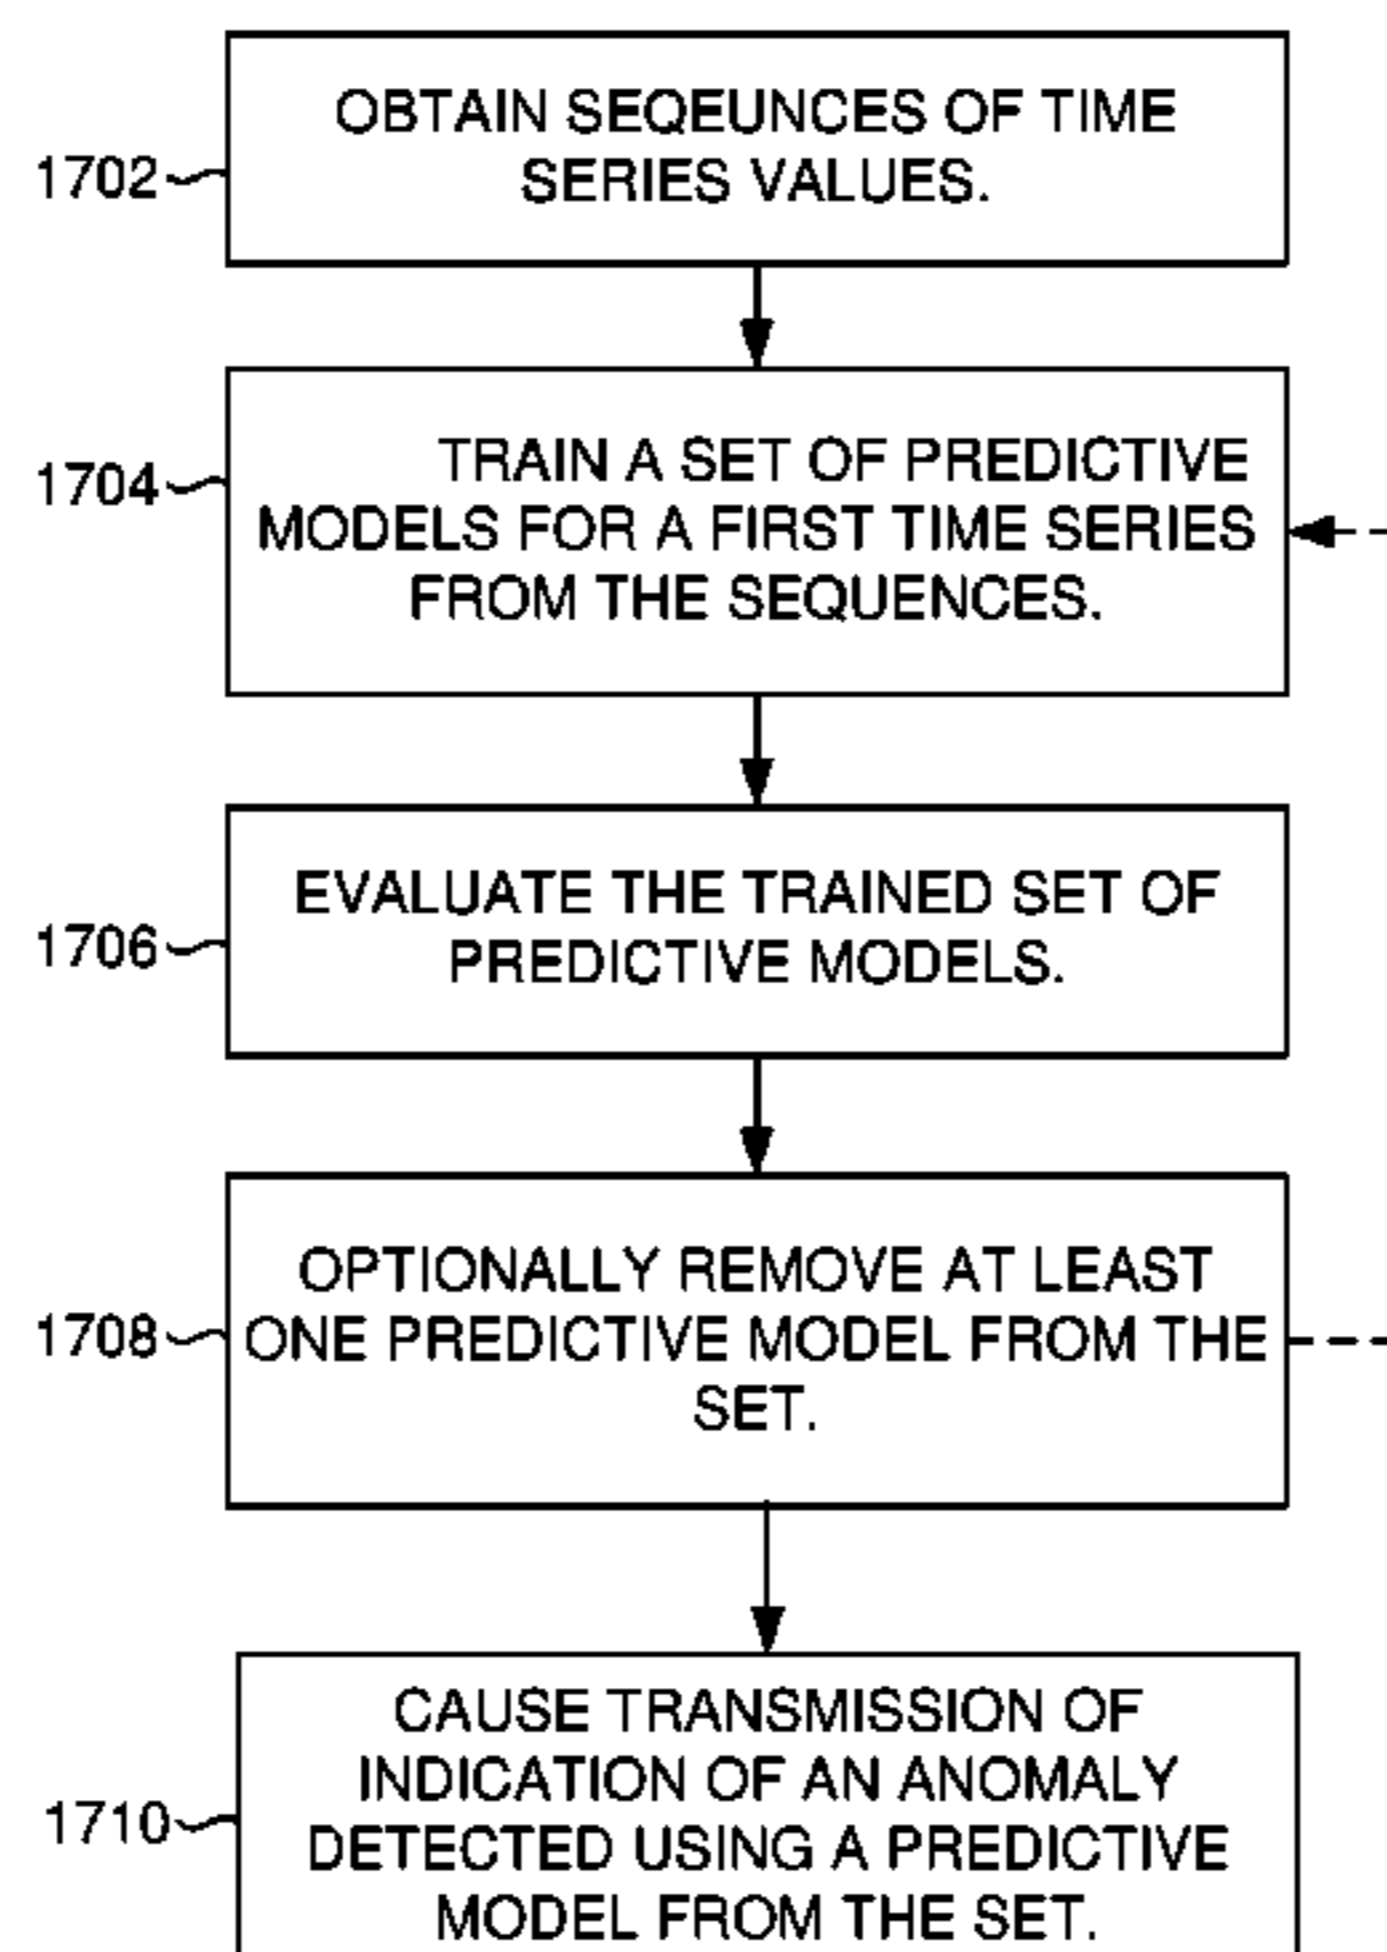 OBTAIN SEQEUNCES OF TIME
SERIES VALUES.
1702
TRAIN A SET OF PREDICTIVE
MODELS FOR A FIRST TIME SERIES
FROM THE SEQUENCES.
1704
EVALUATE THE TRAINED SET OF
PREDICTIVE MODELS.
1706
OPTIONALLY REMOVE AT LEAST
ONE PREDICTIVE MODEL FROM THE
SET.
1708
CAUSE TRANSMISSION OF
INDICATION OF AN ANOMALY
DETECTED USING A PREDICTIVE
MODEL FROM THE SET.
1710